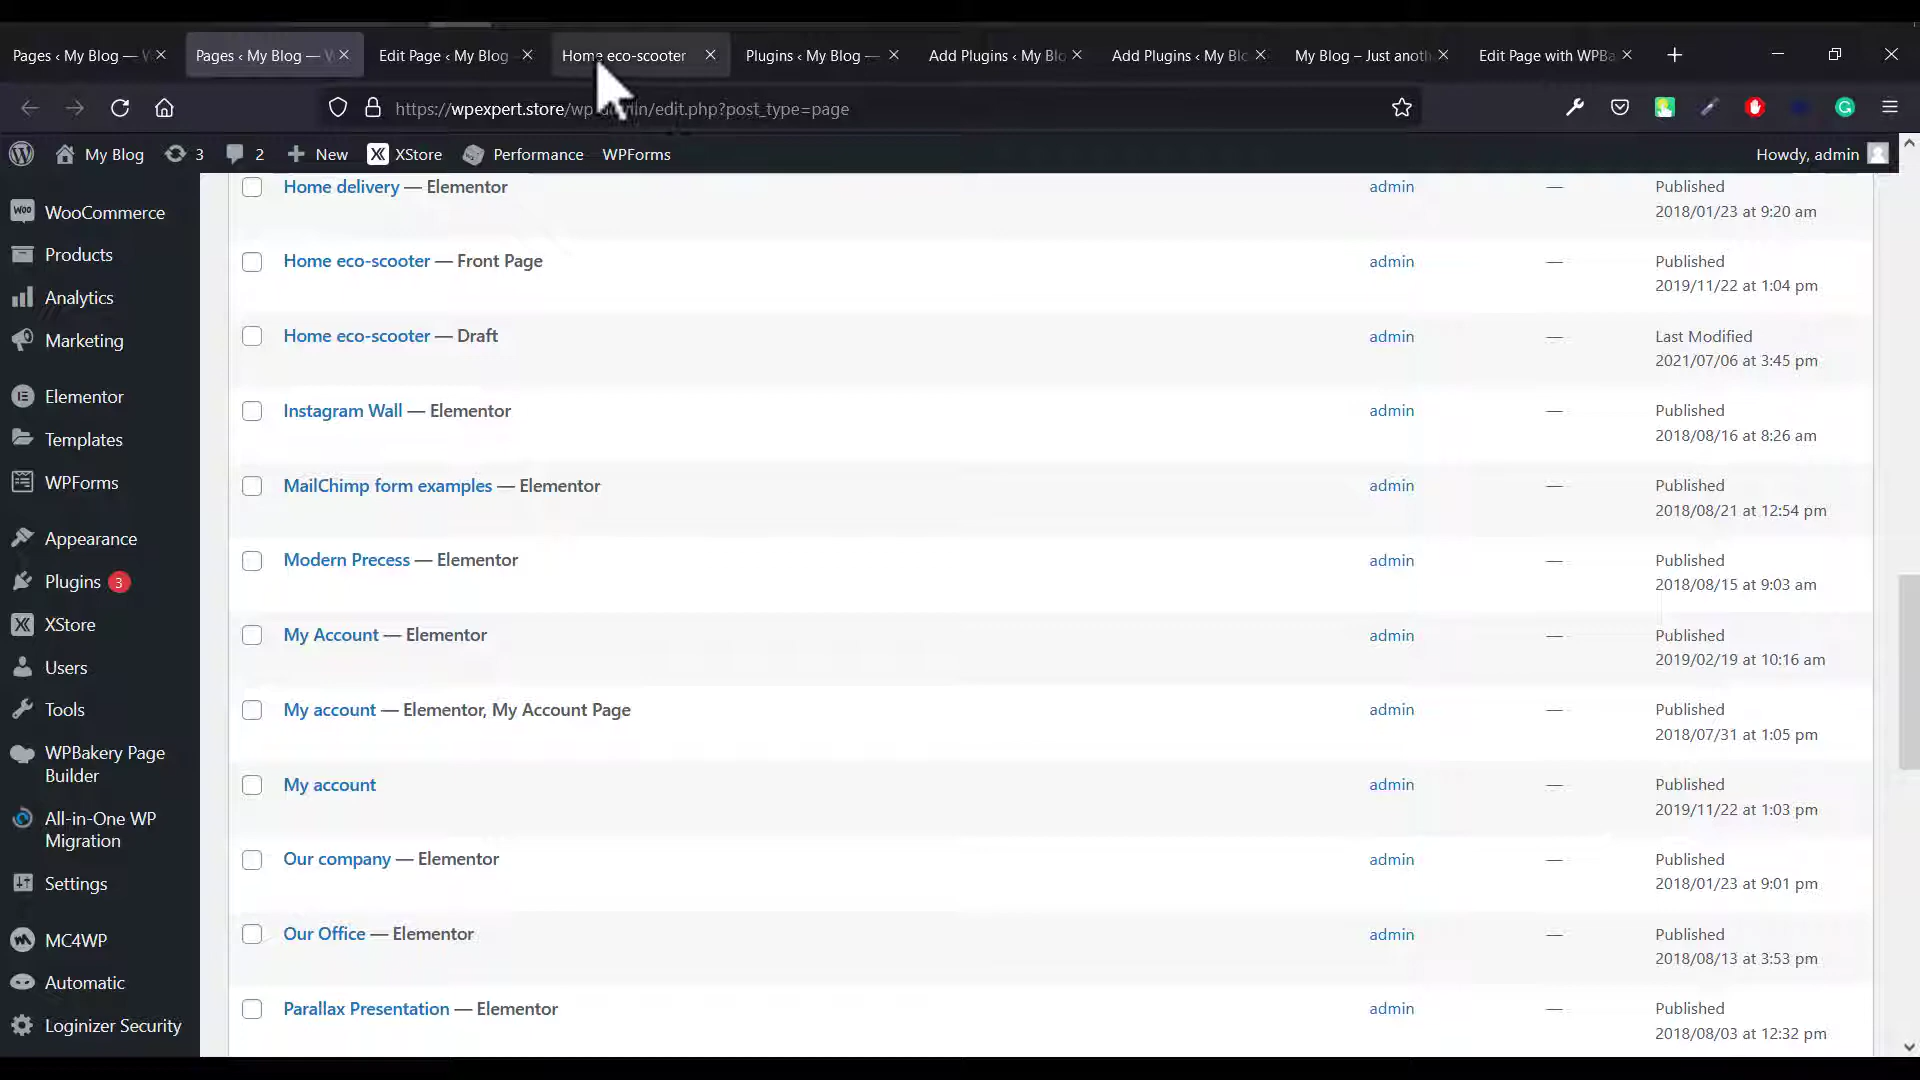 Pages ‹ My Blog — W
Pages ‹ My Blog — W
Edit Page ‹ My Blog
Home eco-scooter
Plugins ‹ My Blog —
Add Plugins ‹ My Blo
Add Plugins ‹ My Blo
My Blog – Just anoth
Edit Page with WPBa
https://wpexpert.store/wp-admin/edit.php?post_type=page
My Blog
3
2
New
XStore
Performance
WPForms
Howdy, admin
WooCommerce
Products
Analytics
Marketing
Elementor
Templates
WPForms
Appearance
Plugins 3
XStore
Users
Tools
WPBakery Page
Builder
All-in-One WP
Migration
Settings
MC4WP
Automatic
Loginizer Security
Home delivery — Elementor admin — Published
2018/01/23 at 9:20 am
Home eco-scooter — Front Page admin — Published
2019/11/22 at 1:04 pm
Home eco-scooter — Draft admin — Last Modified
2021/07/06 at 3:45 pm
Instagram Wall — Elementor admin — Published
2018/08/16 at 8:26 am
MailChimp form examples — Elementor admin — Published
2018/08/21 at 12:54 pm
Modern Precess — Elementor admin — Published
2018/08/15 at 9:03 am
My Account — Elementor admin — Published
2019/02/19 at 10:16 am
My account — Elementor, My Account Page admin — Published
2018/07/31 at 1:05 pm
My account admin — Published
2019/11/22 at 1:03 pm
Our company — Elementor admin — Published
2018/01/23 at 9:01 pm
Our Office — Elementor admin — Published
2018/08/13 at 3:53 pm
Parallax Presentation — Elementor admin — Published
2018/08/03 at 12:32 pm